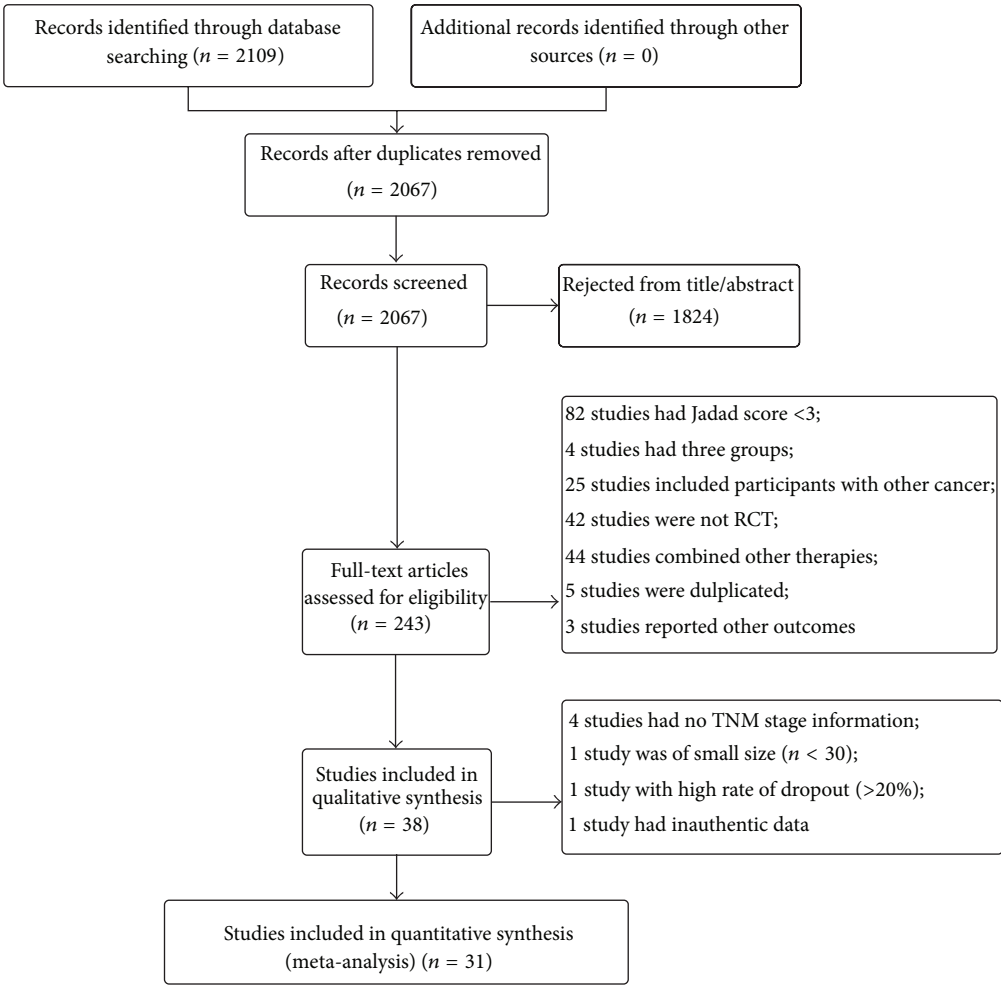 Records identified through database
searching (n = 2109)
Additional records identified through other
sources (n = 0)
Records after duplicates removed
(n = 2067)
Records screened
(n = 2067)
Rejected from title/abstract
(n = 1824)
82 studies had Jadad score <3;
4 studies had three groups;
25 studies included participants with other cancer;
42 studies were not RCT;
44 studies combined other therapies;
5 studies were dulplicated;
3 studies reported other outcomes
Full-text articles
assessed for eligibility
(n = 243)
4 studies had no TNM stage information;
1 study was of small size (n < 30);
1 study with high rate of dropout (>20%);
1 study had inauthentic data
Studies included in
qualitative synthesis
(n = 38)
Studies included in quantitative synthesis
(meta-analysis) (n = 31)